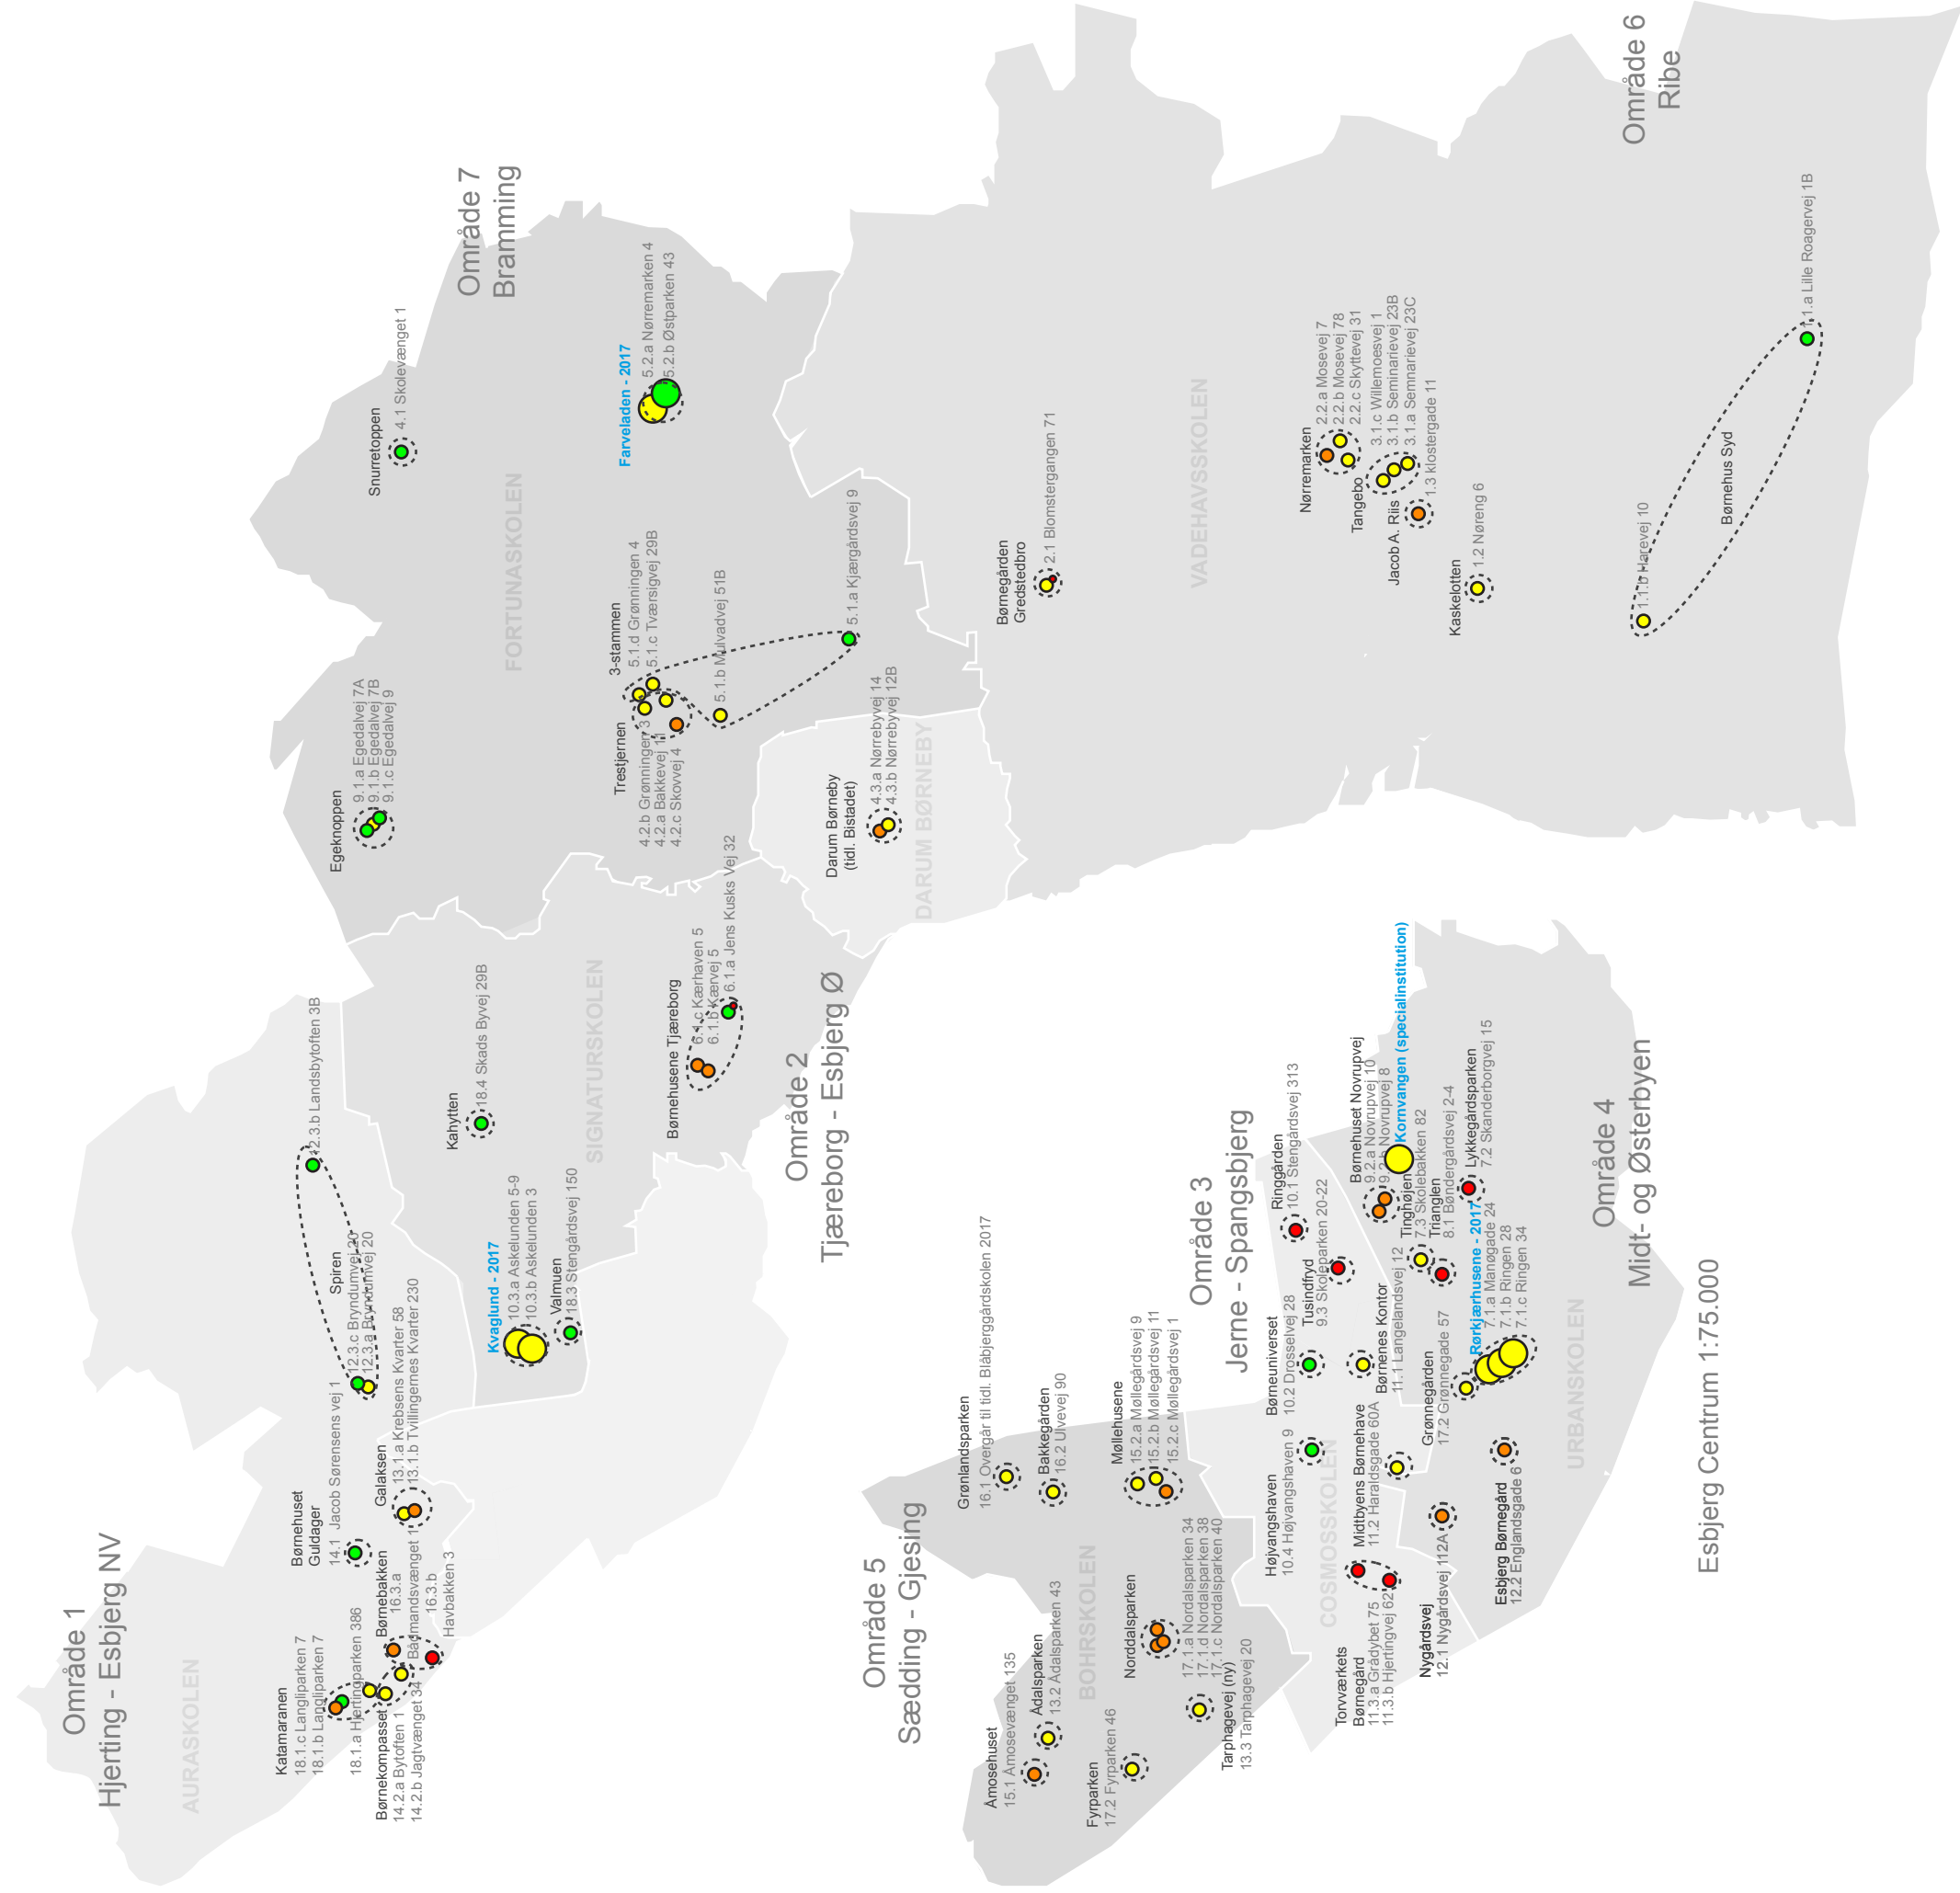 Område 1
Hjerting - Esbjerg NV
AURASKOLEN
Katamaranen
18.1.c Langliparken 7
18.1.b Lagliparken 7
18.1.a Hjertingparken 386
Børnekompasset
14.2.a Bytoften 1
14.2.b Jagtvænget 34
Børnebakken
16.3.a
Bådmandsvænget 1
16.3.b
Havbakken 3
Børnehuset
Guldager
14.1 Jacob Sørensens vej 1
Galaksen
13.1.a Krebsens Kvarter 58
13.1.b Tvillingernes Kvarter 230
Spiren
12.3.c Bryndumvej 20
12.3.a Bryndumvej 20
12.3.b Landsbytoften 3B
Kvaglund - 2017
10.3.a Askelunden 5-9
10.3.b Askelunden 3
Valmuen
18.3 Stengårdsvej 150
Kahytten
18.4 Skads Byvej 29B
SIGNATURSKOLEN
Børnehusene Tjæreborg
6.1.c Kærhaven 5
6.1.b Kærvej 5
6.1.a Jens Kusks Vej 32
Område 2
Tjæreborg - Esbjerg Ø
Område 7
Bramming
FORTUNASKOLEN
Egeknoppen
9.1.a Egedalvej 7A
9.1.b Egedalvej 7B
9.1.c Egedalvej 9
Snurretoppen
4.1 Skolevænget 1
Farveladen - 2017
5.2.a Nørremarken 4
5.2.b Østparken 43
3-stammen
5.1.d Grønningen 4
5.1.c Tværsigvej 29B
5.1.b Mulvadvej 51B
5.1.a Kjærgårdsvej 9
Trestjernen
4.2.b Grønningen 3
4.2.a Bakkevej 11
4.2.c Skovvej 4
Darum Børneby
(tidl. Bistadet)
4.3.a Nørrebyvej 14
4.3.b Nørrebyvej 12B
DARUM BØRNEBY
Område 6
Ribe
VADEHAVSSKOLEN
Børnegården
Gredstedbro
2.1 Blomstergangen 71
Nørremarken
2.2.a Mosevej 7
2.2.b Mosevej 78
2.2.c Skyttevej 31
Tangebo
3.1.c Willemoesvej 1
3.1.b Seminarievej 23B
3.1.a Semnarievej 23C
Jacob A. Riis
1.3 klostergade 11
Kaskelotten
1.2 Nøreng 6
1.1.b Harevej 10
Børnehus Syd
1.1.a Lille Roagervej 1B
Område 5
Sædding - Gjesing
BOHRSKOLEN
Grønlandsparken
16.1 Overgår til tidl. Blåbjerggårdskolen 2017
Bakkegården
16.2 Ulvevej 90
Møllehusene
15.2.a Møllegårdsvej 9
15.2.b Møllegårdsvej 11
15.2.c Møllegårdsvej 1
Åmosehuset
15.1 Åmosevænget 135
Ådalsparken
13.2 Ådalsparken 43
Fyrparken
17.2 Fyrparken 46
Norddalsparken
17.1.a Nordalsparken 34
17.1.d Nordalsparken 38
17.1.c Nordalsparken 40
Tarphagevej (ny)
13.3 Tarphagevej 20
Område 3
Jerne - Spangsbjerg
COSMOSSKOLEN
Højvangshaven
10.4 Højvangshaven 9
Børneuniverset
10.2 Drosselvej 28
Ringgården
10.1 Stengårdsvej 313
Tusindfryd
9.3 Skoleparken 20-22
Børnenes Kontor
11.1 Langelandsvej 12
Midtbyens Børnehave
11.2 Haraldsgade 60A
Torvværkets
Børnegård
11.3.a Grådybet 75
11.3.b Hjertingvej 62
Børnehuset Novrupvej
9.2.a Novrupvej 10
9.2.b Novrupvej 8
Kornvangen (specialinstitution)
Tinghøjen
7.3 Skolebakken 82
Trianglen
8.1 Bøndergårdsvej 2-4
Lykkegårdsparken
7.2 Skanderborgvej 15
Grønnegården
17.2 Grønnegade 57
Rørkjærhusene - 2017
7.1.a Manøgade 24
7.1.b Ringen 28
7.1.c Ringen 34
Nygårdsvej
12.1 Nygårdsvej 112A
Esbjerg Børnegård
12.2 Englandsgade 6
URBANSKOLEN
Område 4
Midt- og Østerbyen
Esbjerg Centrum 1:75.000